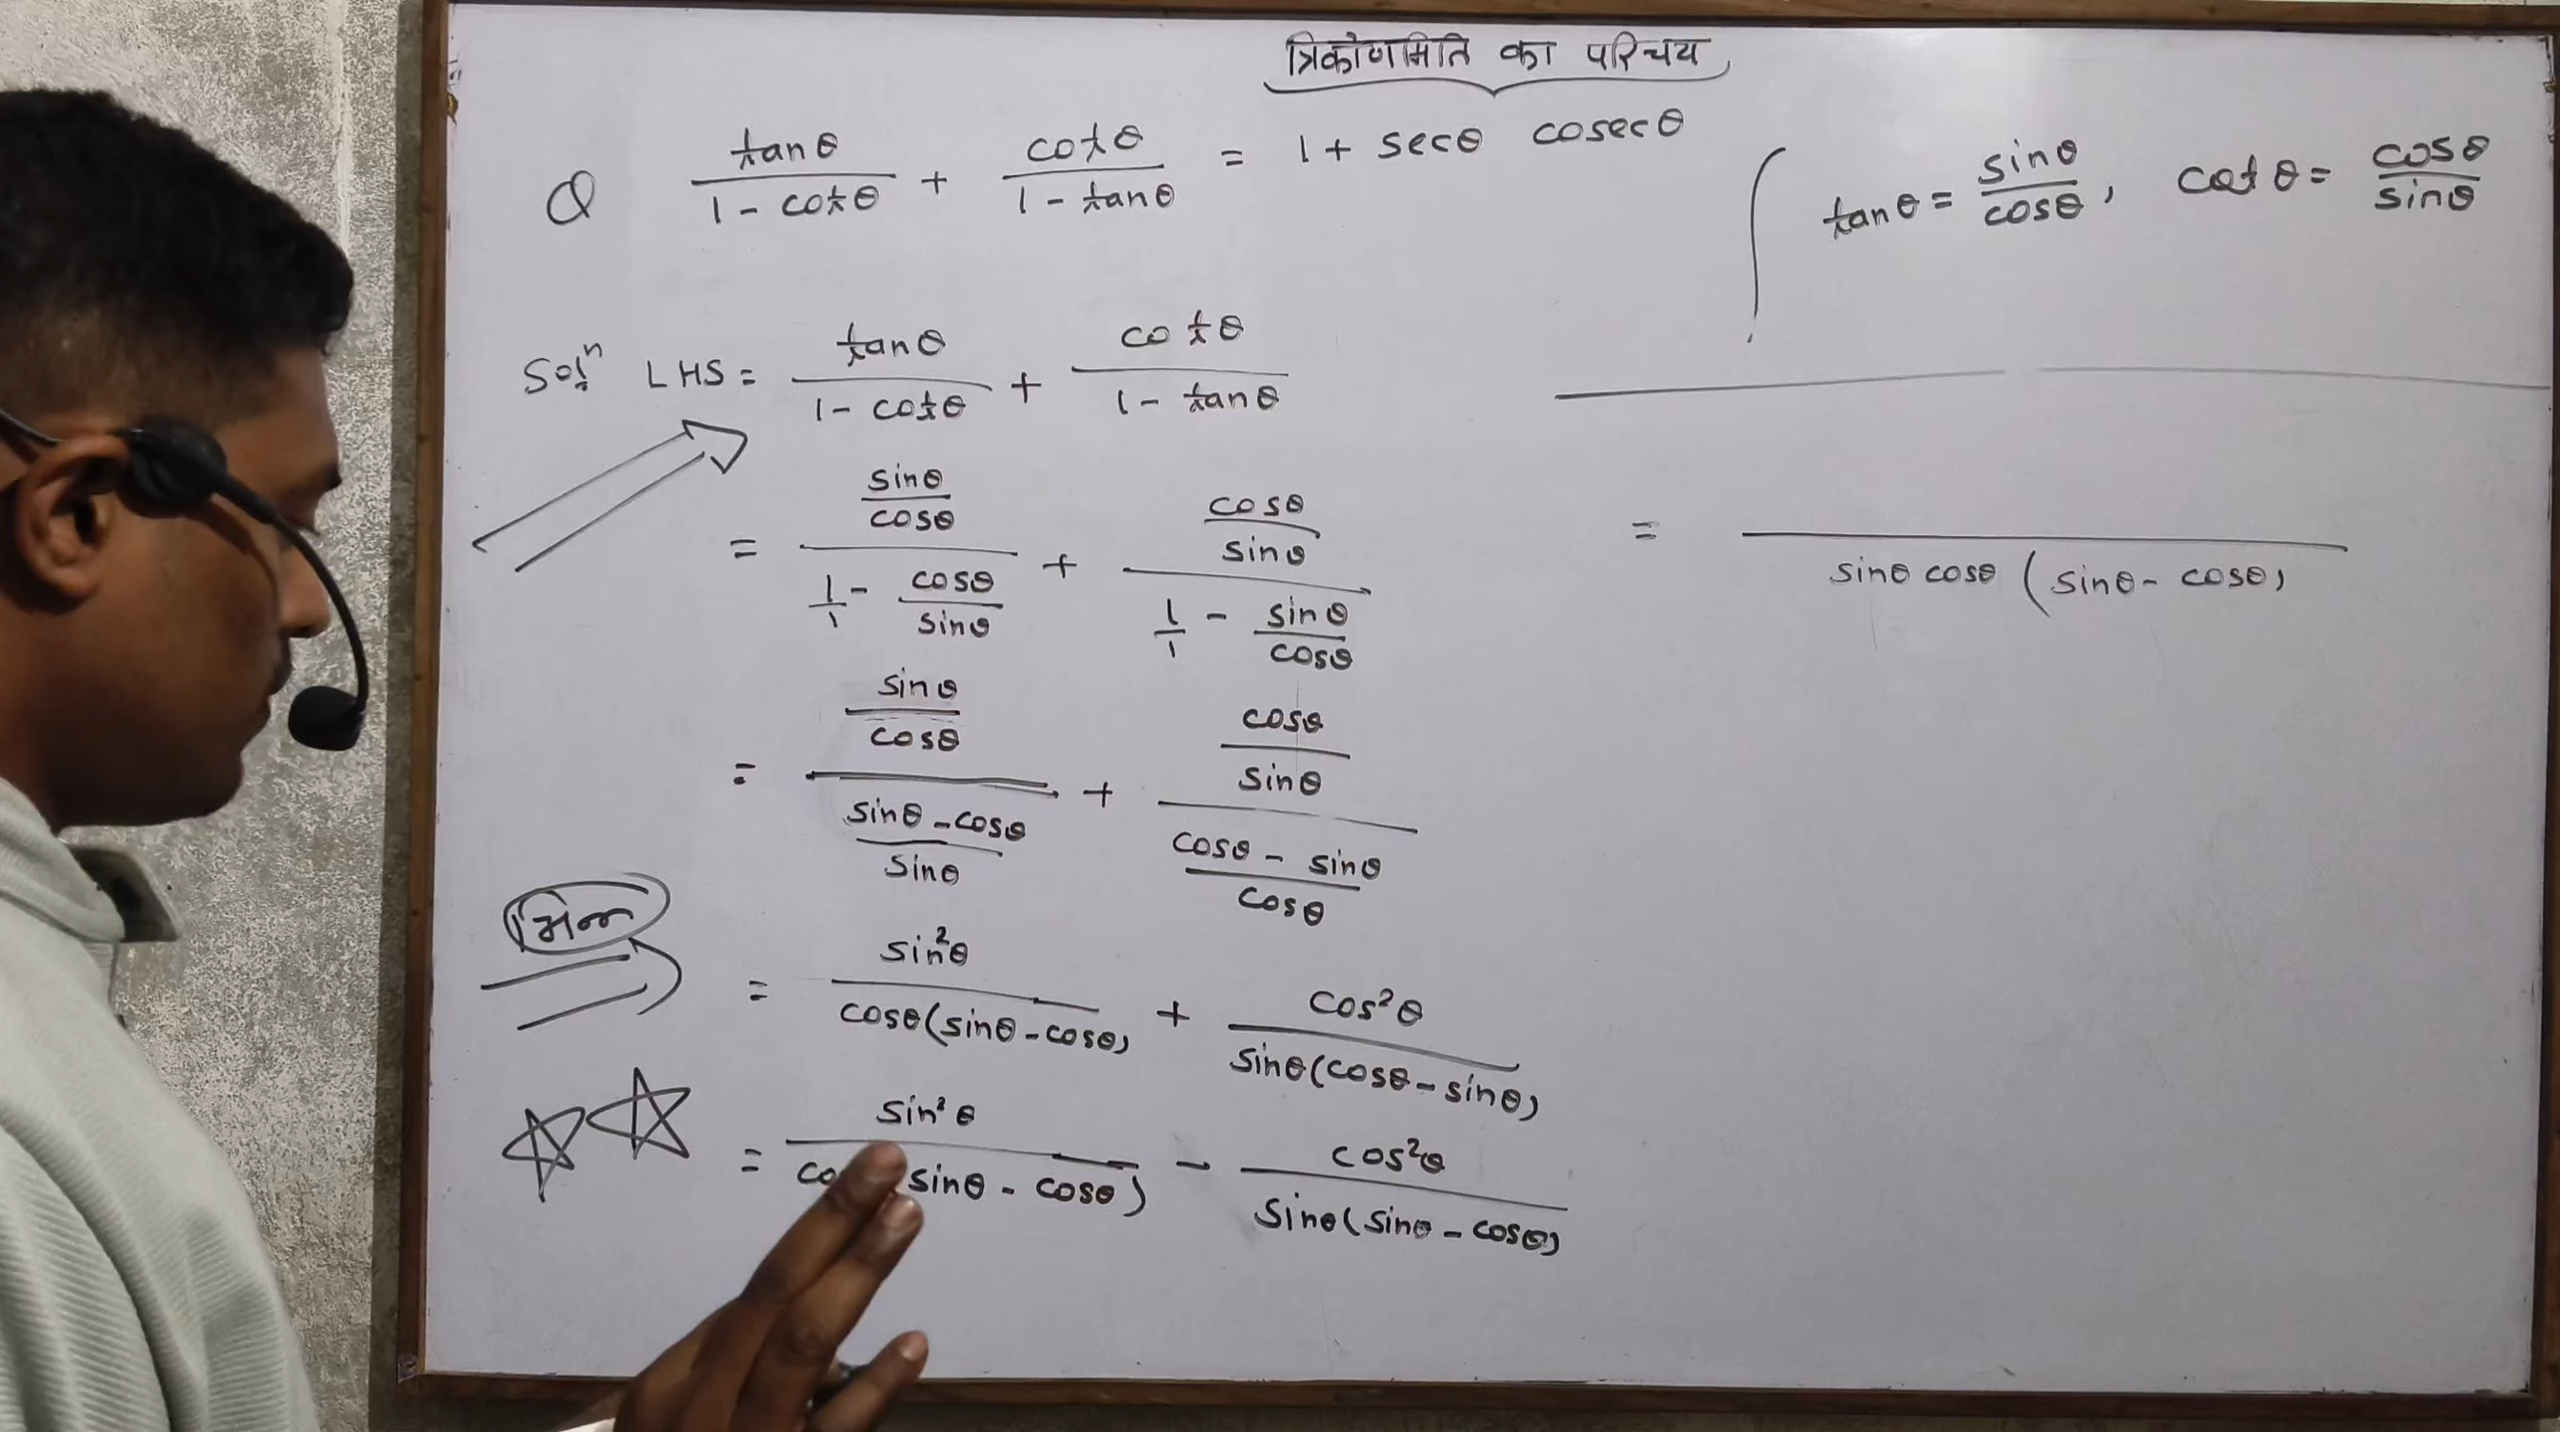 त्रिकोणमिति का परिचय
Q tanθ / (1 - cotθ) + cotθ / (1 - tanθ) = 1 + secθ cosecθ
tanθ = sinθ / cosθ, cotθ = cosθ / sinθ
Solⁿ LHS = tanθ / (1 - cotθ) + cotθ / (1 - tanθ)
= (sinθ / cosθ) / (1/1 - cosθ / sinθ) + (cosθ / sinθ) / (1/1 - sinθ / cosθ)
= (sinθ / cosθ) / ((sinθ - cosθ) / sinθ) + (cosθ / sinθ) / ((cosθ - sinθ) / cosθ)
= sin²θ / cosθ(sinθ - cosθ) + cos²θ / sinθ(cosθ - sinθ)
= sin²θ / co sinθ - cosθ) - cos²θ / sinθ(sinθ - cosθ)
= / sinθ cosθ (sinθ - cosθ)